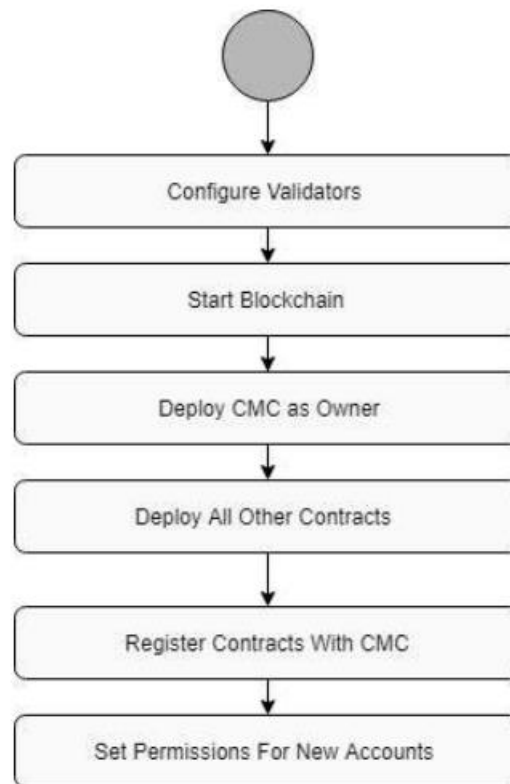 Configure Validators
Start Blockchain
Deploy CMC as Owner
Deploy All Other Contracts
Register Contracts With CMC
Set Permissions For New Accounts